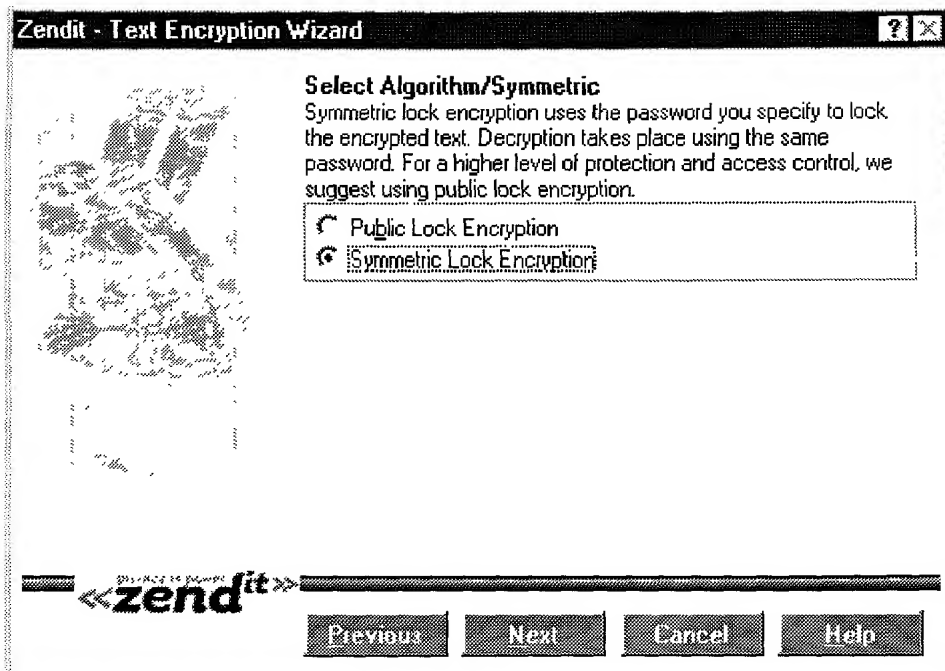 Zendit - Text Encryption Wizard
Select Algorithm/Symmetric
Symmetric lock encryption uses the password you specify to lock
the encrypted text. Decryption takes place using the same
password. For a higher level of protection and access control, we
suggest using public lock encryption.
Public Lock Encryption
Symmetric Lock Encryption
«zendit»
Previous Next Cancel Help